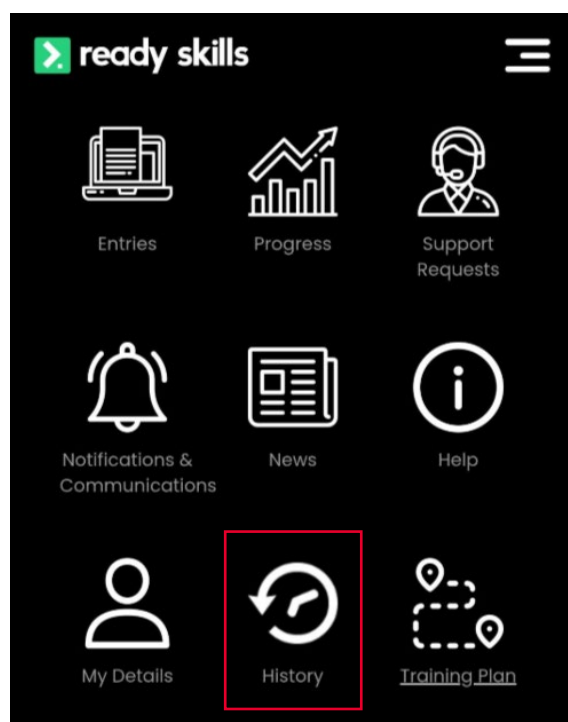 ready skills
Entries
Progress
Support
Requests
Notifications &
Communications
News
Help
My Details
History
Training Plan